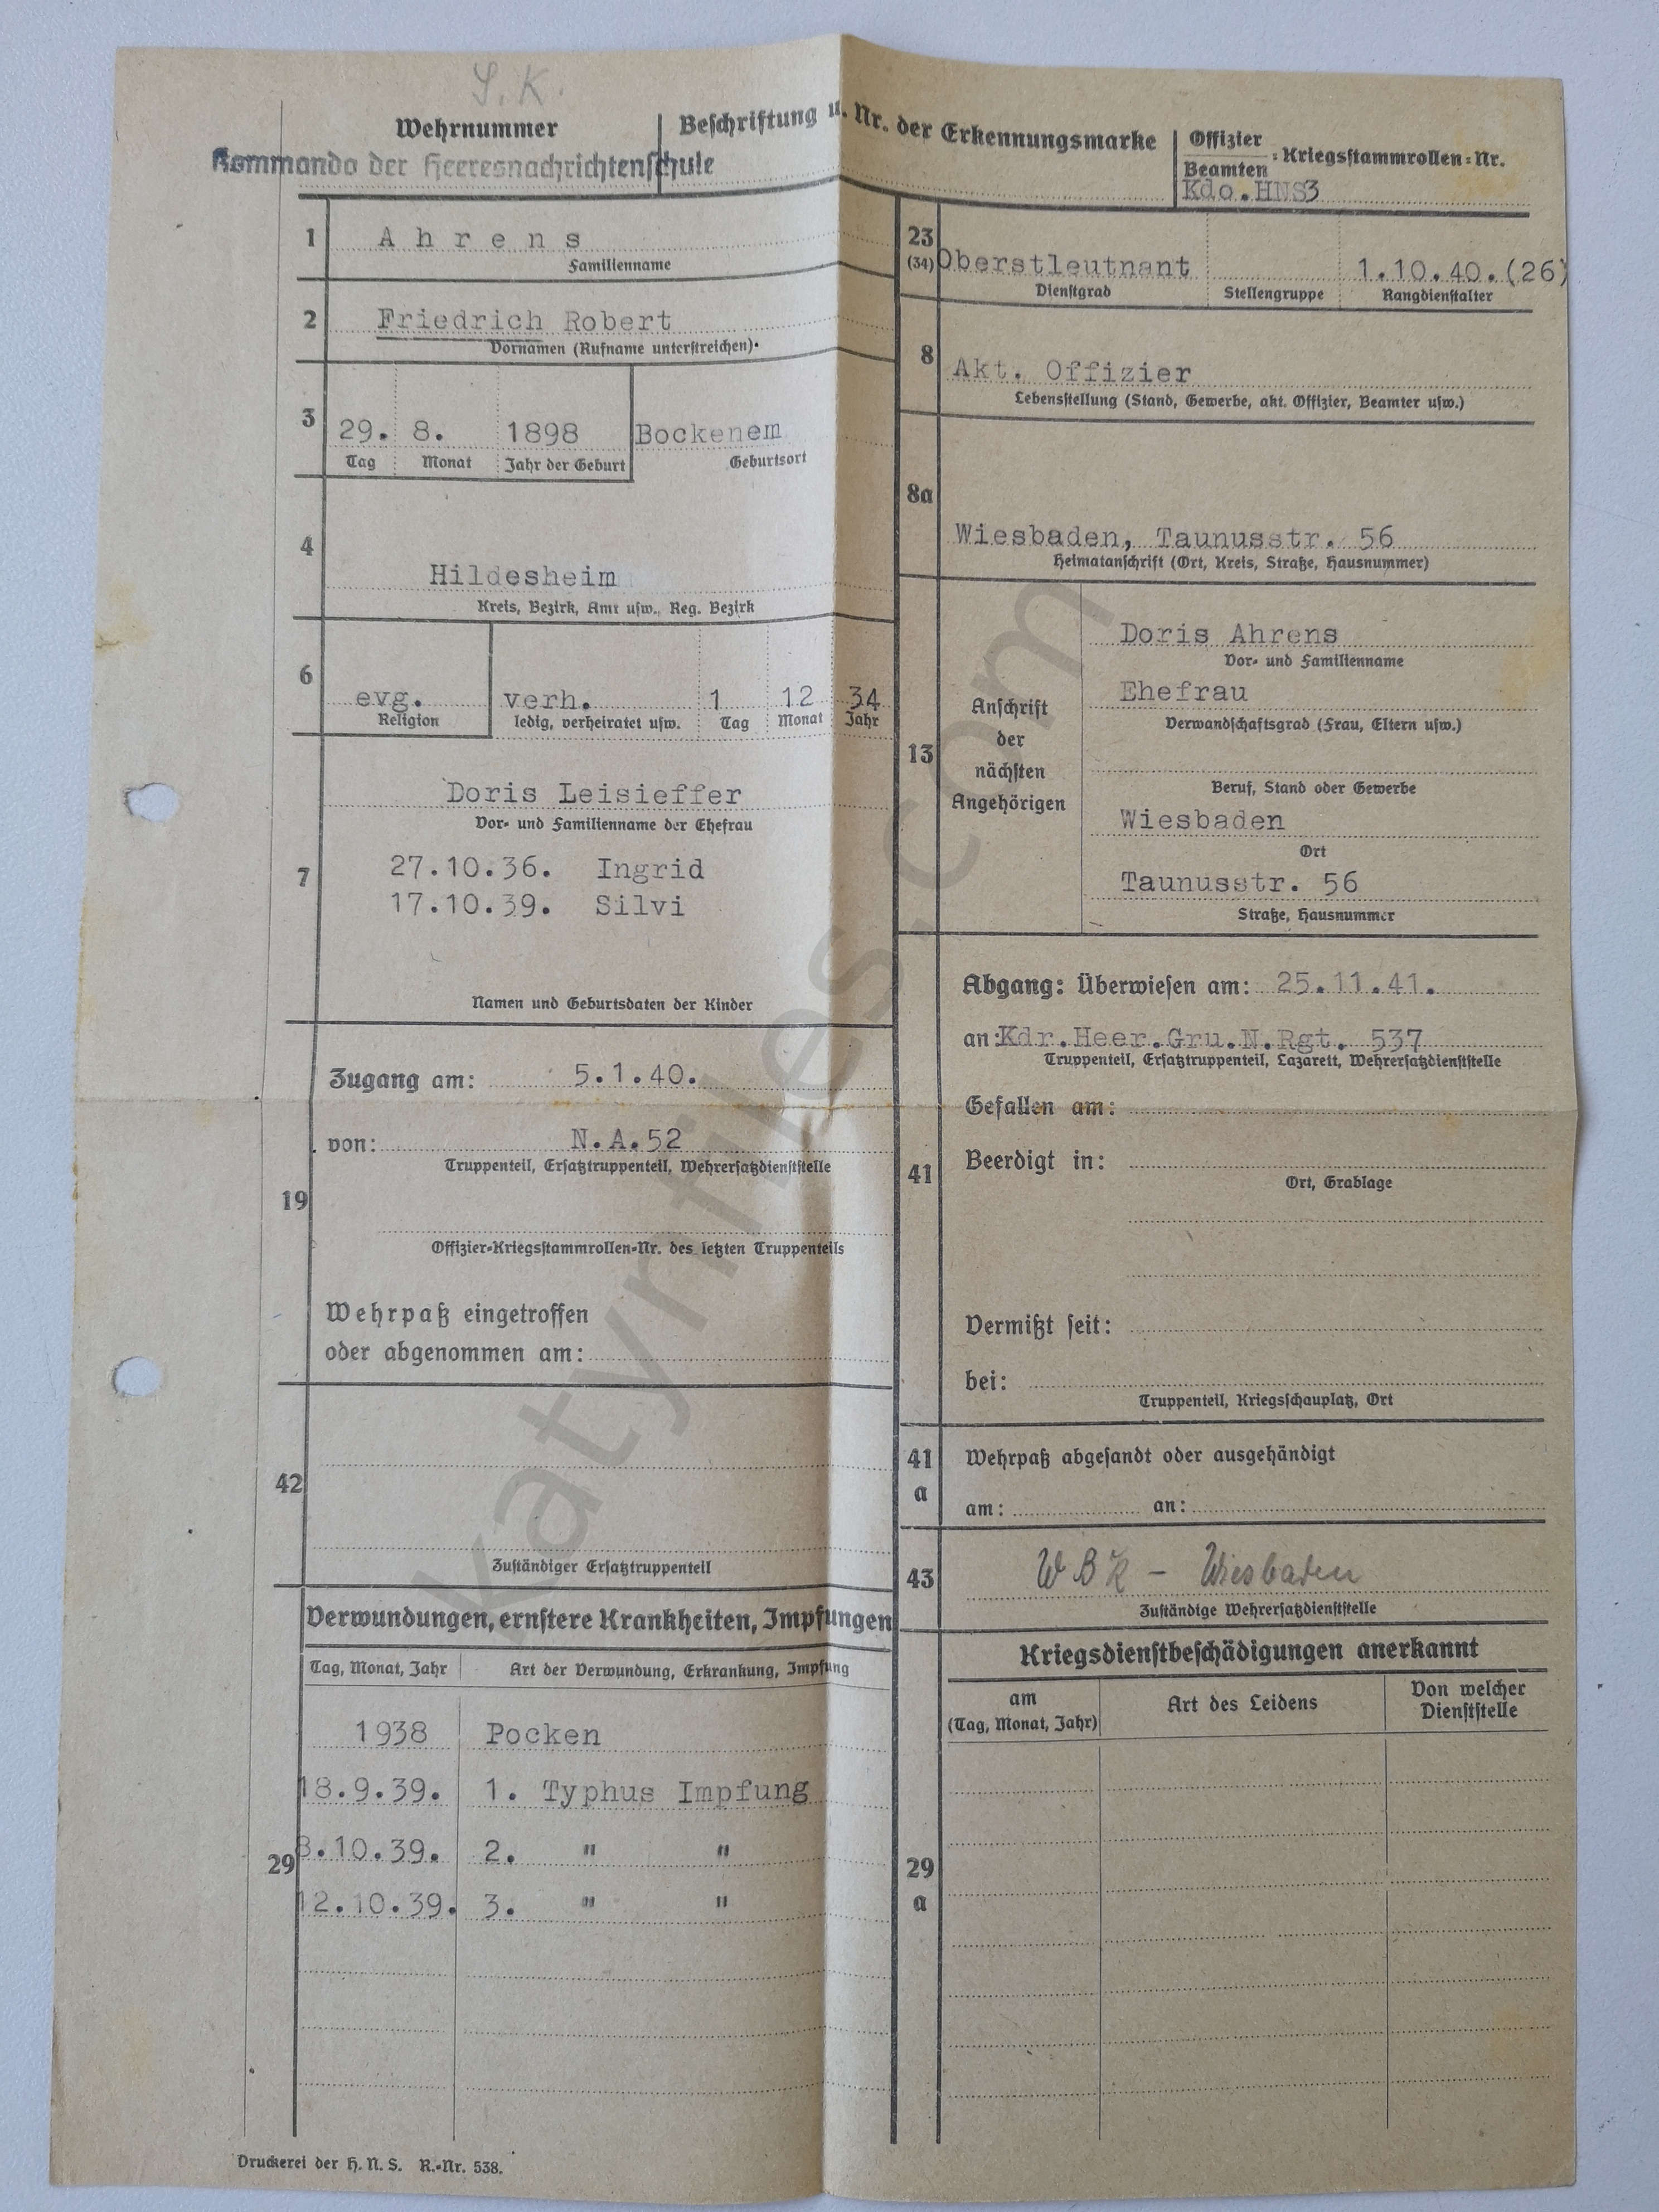 S.K.
Wehrnummer
Beschriftung u. Nr. der Erkennungsmarke
Offizier
Beamten
-Kriegsstammrollen-Nr.
Kommando der Heeresnachrichtenschule
Kdo.HNS3
1
Ahrens
Familienname
2
Friedrich Robert
Vornamen (Rufname unterstreichen).
3
29. 8. 1898 Bockenem
Tag Monat Jahr der Geburt Geburtsort
4
Hildesheim
Kreis, Bezirk, Amt usw., Reg. Bezirk
6
evg. verh. 1 12 34
Religion ledig, verheiratet usw. Tag Monat Jahr
7
Doris Leisieffer
Vor- und Familienname der Ehefrau
27.10.36. Ingrid
17.10.39. Silvi
Namen und Geburtsdaten der Kinder
19
Zugang am: 5.1.40.
von: N.A.52
Truppenteil, Ersatztruppenteil, Wehrersatzdienststelle
Offizier-Kriegsstammrollen-Nr. des letzten Truppenteils
Wehrpaß eingetroffen
oder abgenommen am:
42
Zuständiger Ersatztruppenteil
Verwundungen, ernstere Krankheiten, Impfungen
Tag, Monat, Jahr Art der Verwundung, Erkrankung, Impfung
29
1938 Pocken
18.9.39. 1. Typhus Impfung
3.10.39. 2. " "
12.10.39. 3. " "
Druckerei der H. N. S. R.-Nr. 538.
23
(34)
Oberstleutnant 1.10.40.(26)
Dienstgrad Stellengruppe Rangdienstalter
8
Akt. Offizier
Lebensstellung (Stand, Gewerbe, akt. Offizier, Beamter usw.)
8a
Wiesbaden, Taunusstr. 56
Heimatanschrift (Ort, Kreis, Straße, Hausnummer)
13
Anschrift
der
nächsten
Angehörigen
Doris Ahrens
Vor- und Familienname
Ehefrau
Verwandschaftsgrad (Frau, Eltern usw.)
Beruf, Stand oder Gewerbe
Wiesbaden
Ort
Taunusstr. 56
Straße, Hausnummer
41
Abgang: Überwiesen am: 25.11.41.
an: Kdr.Heer.Gru.N.Rgt. 537
Truppenteil, Ersatztruppenteil, Lazarett, Wehrersatzdienststelle
Gefallen am:
Beerdigt in:
Ort, Grablage
Vermißt seit:
bei:
Truppenteil, Kriegsschauplatz, Ort
41
a
Wehrpaß abgesandt oder ausgehändigt
am: an:
43
WBK - Wiesbaden
Zuständige Wehrersatzdienststelle
Kriegsdienstbeschädigungen anerkannt
am
(Tag, Monat, Jahr)
Art des Leidens
Von welcher
Dienststelle
29
a
katynfiles.com